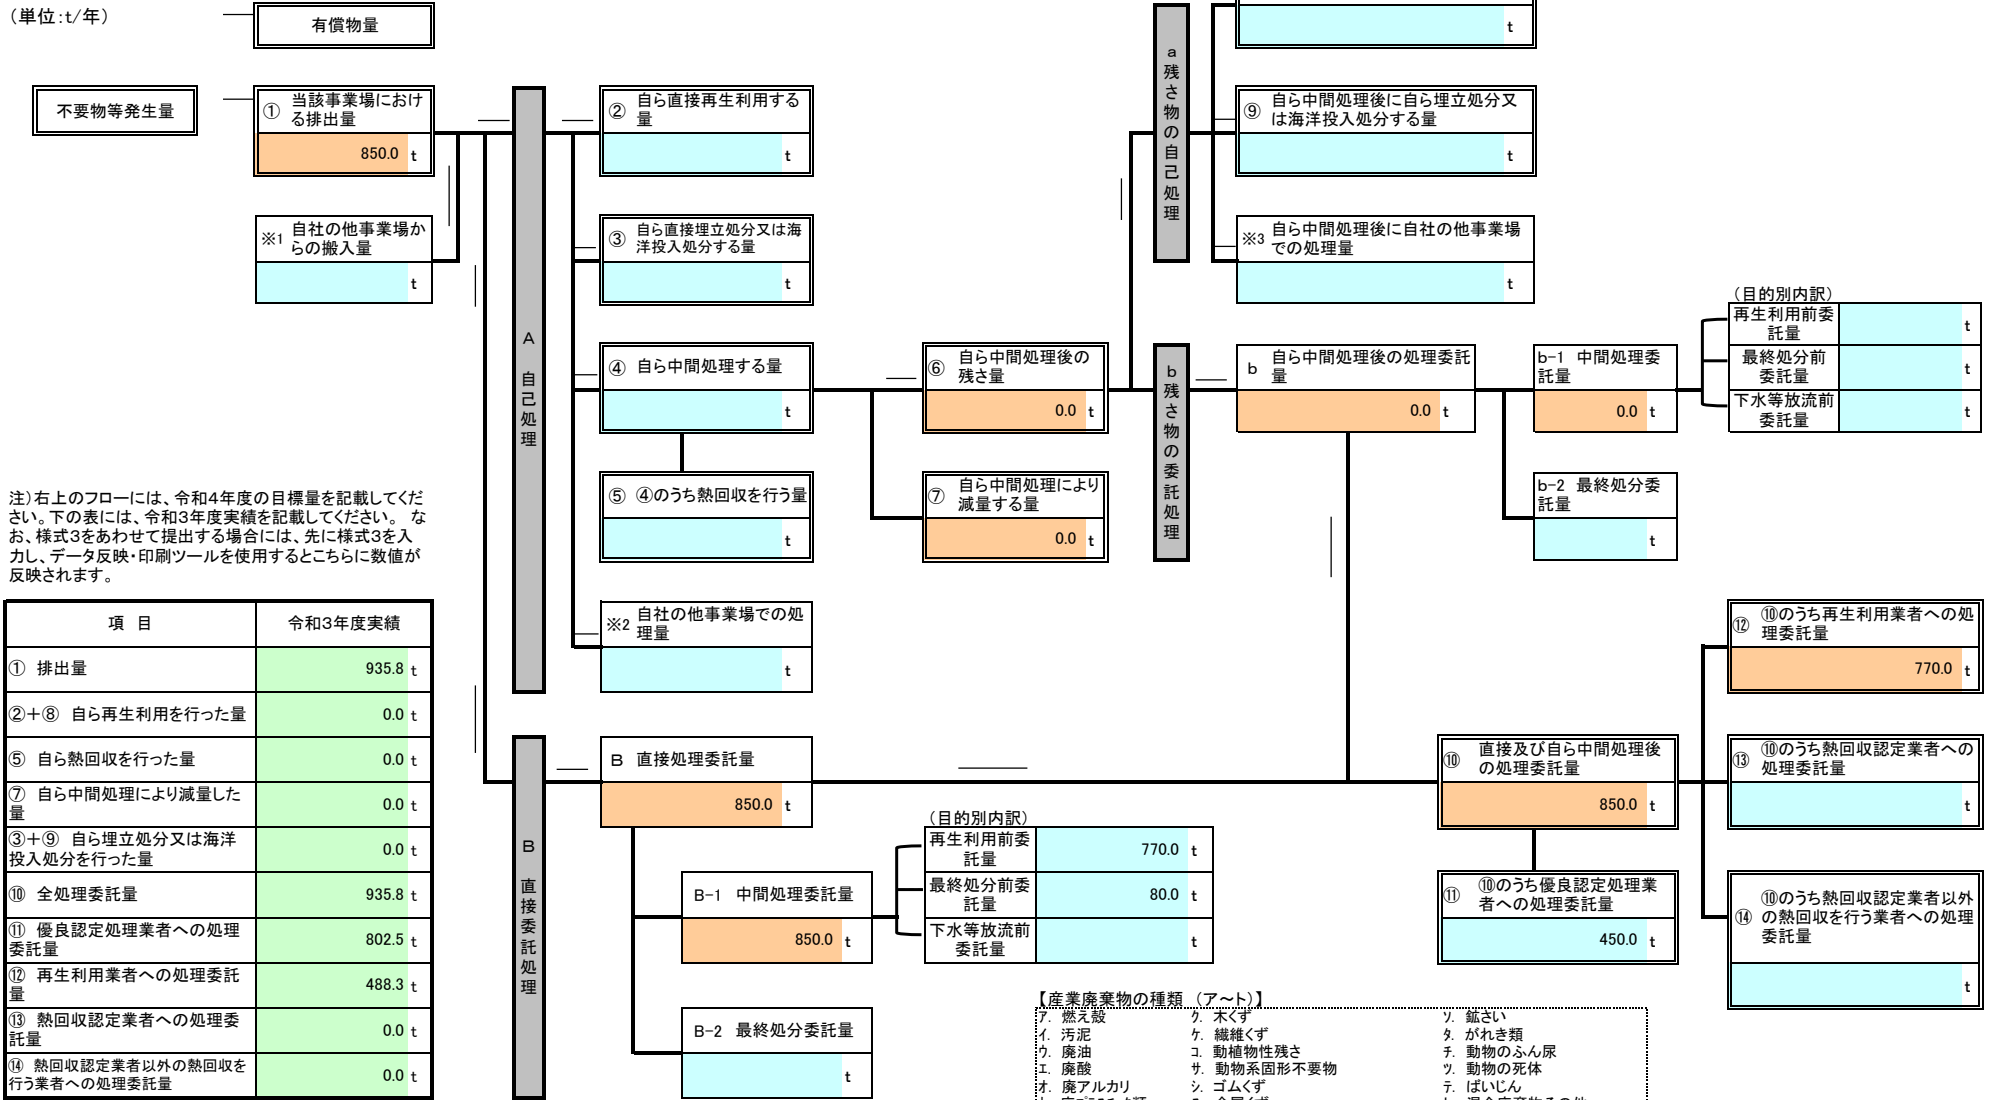 （単位:t/年）
有償物量
t
不要物等発生量
① 当該事業場におけ
る排出量
850.0 t
※1 自社の他事業場か
らの搬入量
t
A 自己処理
② 自ら直接再生利用する
量
t
③ 自ら直接埋立処分又は海
洋投入処分する量
t
④ 自ら中間処理する量
t
⑤ ④のうち熱回収を行う量
t
※2 自社の他事業場での処
理量
t
⑥ 自ら中間処理後の
残さ量
0.0 t
⑦ 自ら中間処理により
減量する量
0.0 t
a 残さ物の自己処理
⑨ 自ら中間処理後に自ら埋立処分又
は海洋投入処分する量
t
※3 自ら中間処理後に自社の他事業場
での処理量
t
b 残さ物の委託処理
b 自ら中間処理後の処理委託
量
0.0 t
b-1 中間処理委
託量
0.0 t
b-2 最終処分委
託量
t
（目的別内訳）
再生利用前委
託量
t
最終処分前
委託量
t
下水等放流前
委託量
t
注）右上のフローには、令和4年度の目標量を記載してくだ
さい。下の表には、令和3年度実績を記載してください。 な
お、様式3をあわせて提出する場合には、先に様式3を入
力し、データ反映・印刷ツールを使用するとこちらに数値が
反映されます。
項 目 令和3年度実績
① 排出量 935.8 t
②＋⑧ 自ら再生利用を行った量 0.0 t
⑤ 自ら熱回収を行った量 0.0 t
⑦ 自ら中間処理により減量した
量 0.0 t
③＋⑨ 自ら埋立処分又は海洋
投入処分を行った量 0.0 t
⑩ 全処理委託量 935.8 t
⑪ 優良認定処理業者への処理
委託量 802.5 t
⑫ 再生利用業者への処理委託
量 488.3 t
⑬ 熱回収認定業者への処理委
託量 0.0 t
⑭ 熱回収認定業者以外の熱回収を
行う業者への処理委託量 0.0 t
B 直接委託処理
B 直接処理委託量
850.0 t
B-1 中間処理委託量
850.0 t
B-2 最終処分委託量
t
（目的別内訳）
再生利用前委
託量
770.0 t
最終処分前委
託量
80.0 t
下水等放流前
委託量
t
⑩ 直接及び自ら中間処理後
の処理委託量
850.0 t
⑪ ⑩のうち優良認定処理業
者への処理委託量
450.0 t
⑫ ⑩のうち再生利用業者への処
理委託量
770.0 t
⑬ ⑩のうち熱回収認定業者への
処理委託量
t
⑭ ⑩のうち熱回収認定業者以外
の熱回収を行う業者への処理
委託量
t
【産業廃棄物の種類 （ア～ト）】
ア. 燃え殻 ク. 木くず ソ. 鉱さい
イ. 汚泥 ケ. 繊維くず タ. がれき類
ウ. 廃油 コ. 動植物性残さ チ. 動物のふん尿
エ. 廃酸 サ. 動物系固形不要物 ツ. 動物の死体
オ. 廃アルカリ シ. ゴムくず テ. ばいじん